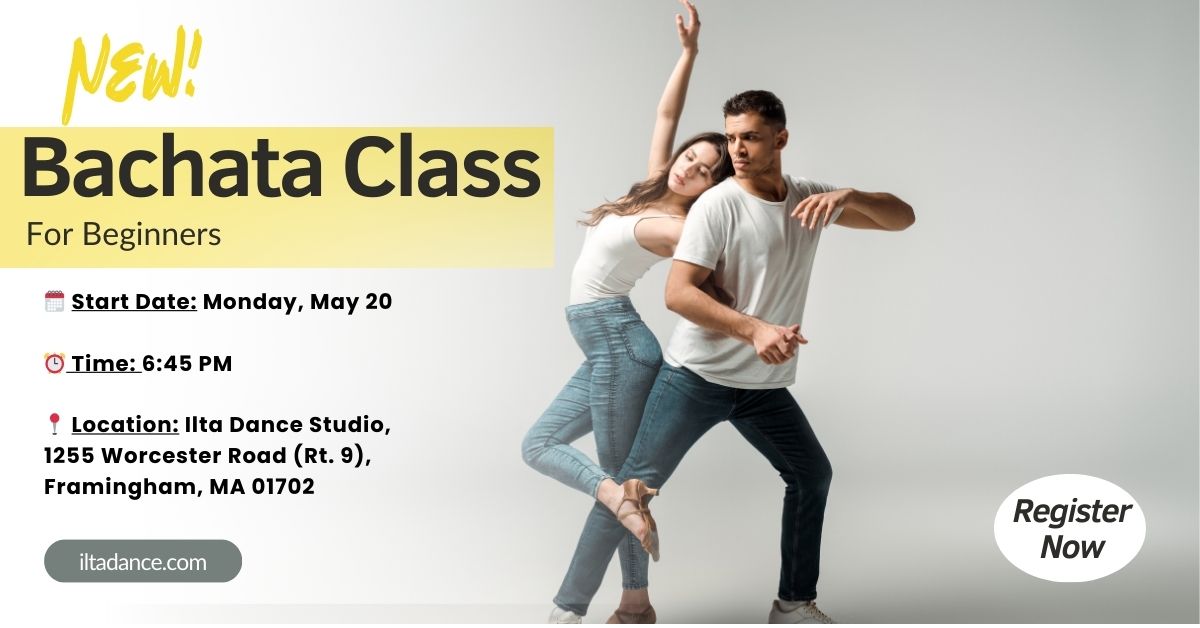 NEW!
Bachata Class
For Beginners
Start Date: Monday, May 20
Time: 6:45 PM
Location: Ilta Dance Studio,
1255 Worcester Road (Rt. 9),
Framingham, MA 01702
iltadance.com
Register
Now